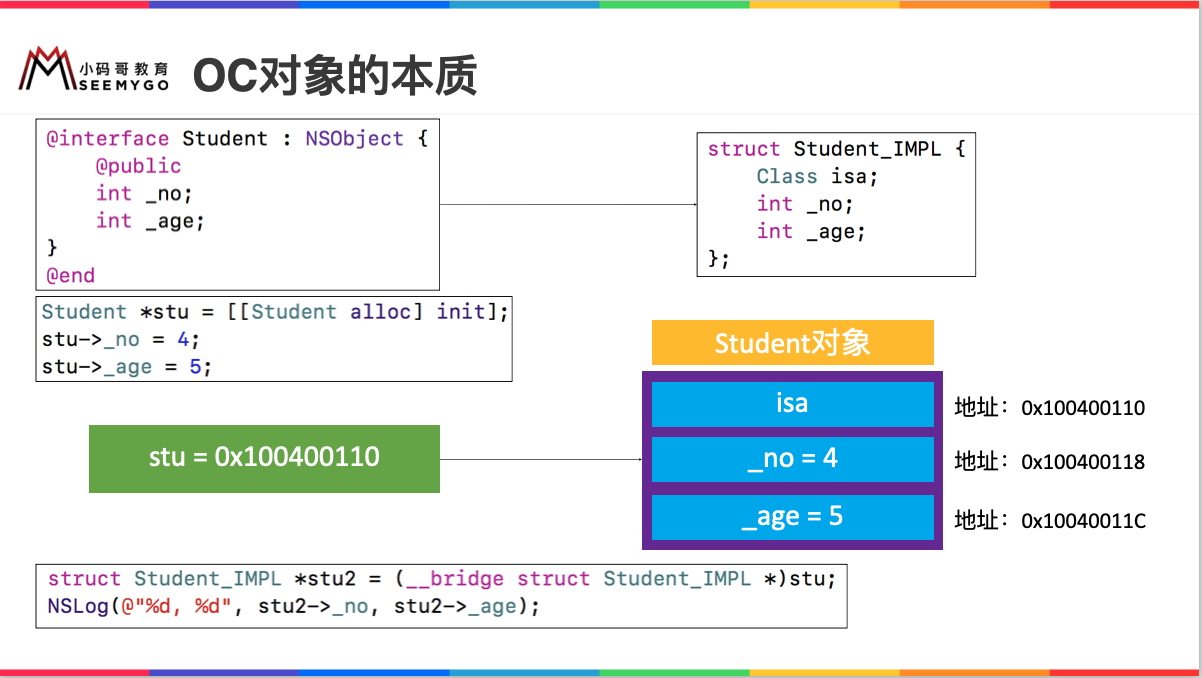 小码哥教育
SEEMYGO
OC对象的本质
@interface Student : NSObject {
@public
int _no;
int _age;
}
@end
struct Student_IMPL {
Class isa;
int _no;
int _age;
};
Student *stu = [[Student alloc] init];
stu->_no = 4;
stu->_age = 5;
Student对象
isa
地址：0x100400110
stu = 0x100400110
_no = 4
地址：0x100400118
_age = 5
地址：0x10040011C
struct Student_IMPL *stu2 = (__bridge struct Student_IMPL *)stu;
NSLog(@"%d, %d", stu2->_no, stu2->_age);